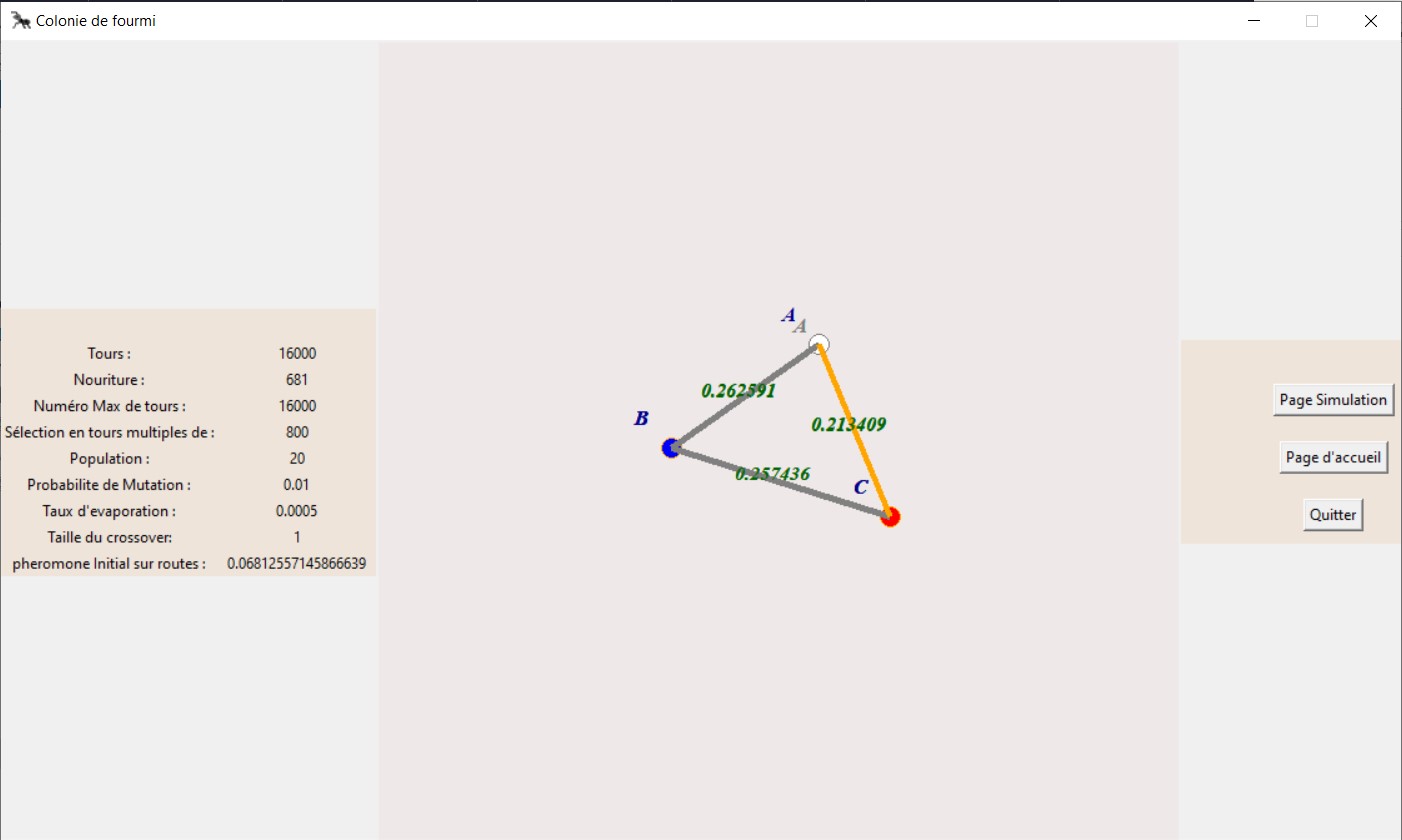 Colonie de fourmi
Tours : 16000
Nouriture : 681
Numéro Max de tours : 16000
Sélection en tours multiples de : 800
Population : 20
Probabilite de Mutation : 0.01
Taux d'evaporation : 0.0005
Taille du crossover: 1
pheromone Initial sur routes : 0.06812557145866639
A
A
0.262591
B
0.213409
0.257436
C
Page Simulation
Page d'accueil
Quitter